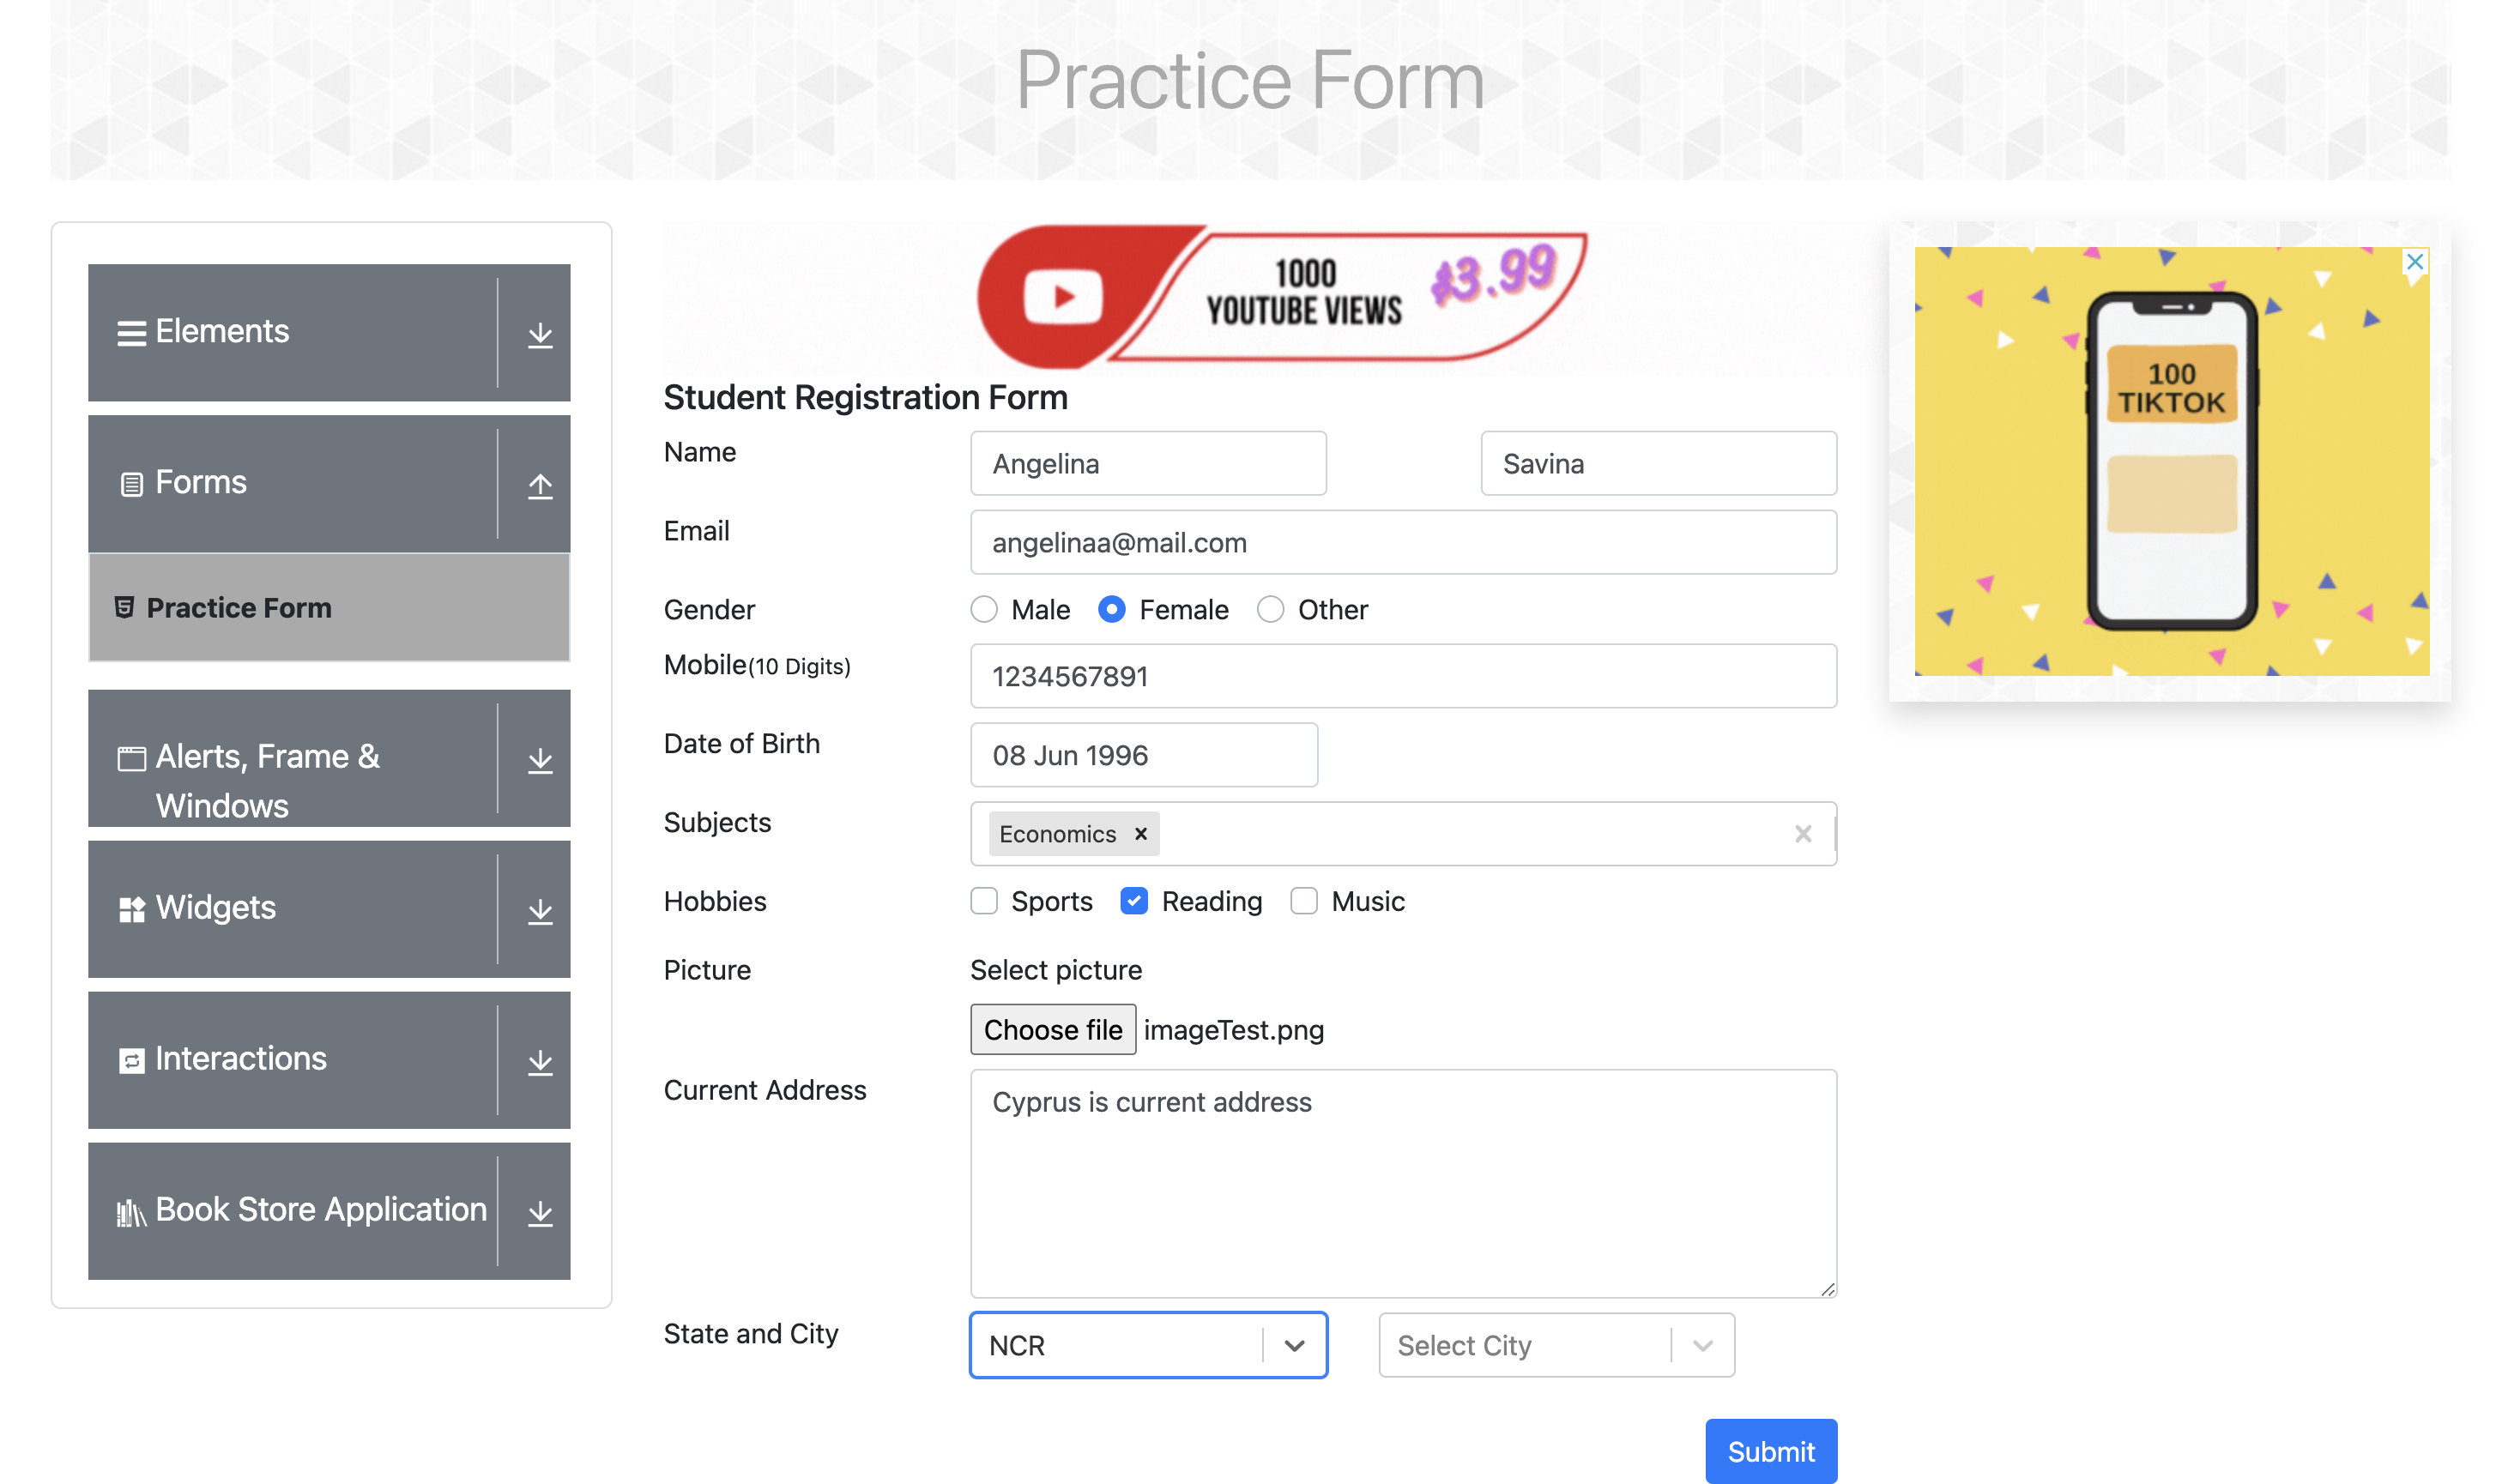 Practice Form
Elements
Forms
Practice Form
Alerts, Frame &
Windows
Widgets
Interactions
Book Store Application
1000
YOUTUBE VIEWS
$3.99
Student Registration Form
Name
Angelina
Savina
Email
angelinaa@mail.com
Gender
Male Female Other
Mobile(10 Digits)
1234567891
Date of Birth
08 Jun 1996
Subjects
Economics
Hobbies
Sports Reading Music
Picture
Select picture
Choose file imageTest.png
Current Address
Cyprus is current address
State and City
NCR
Select City
Submit
100
TIKTOK